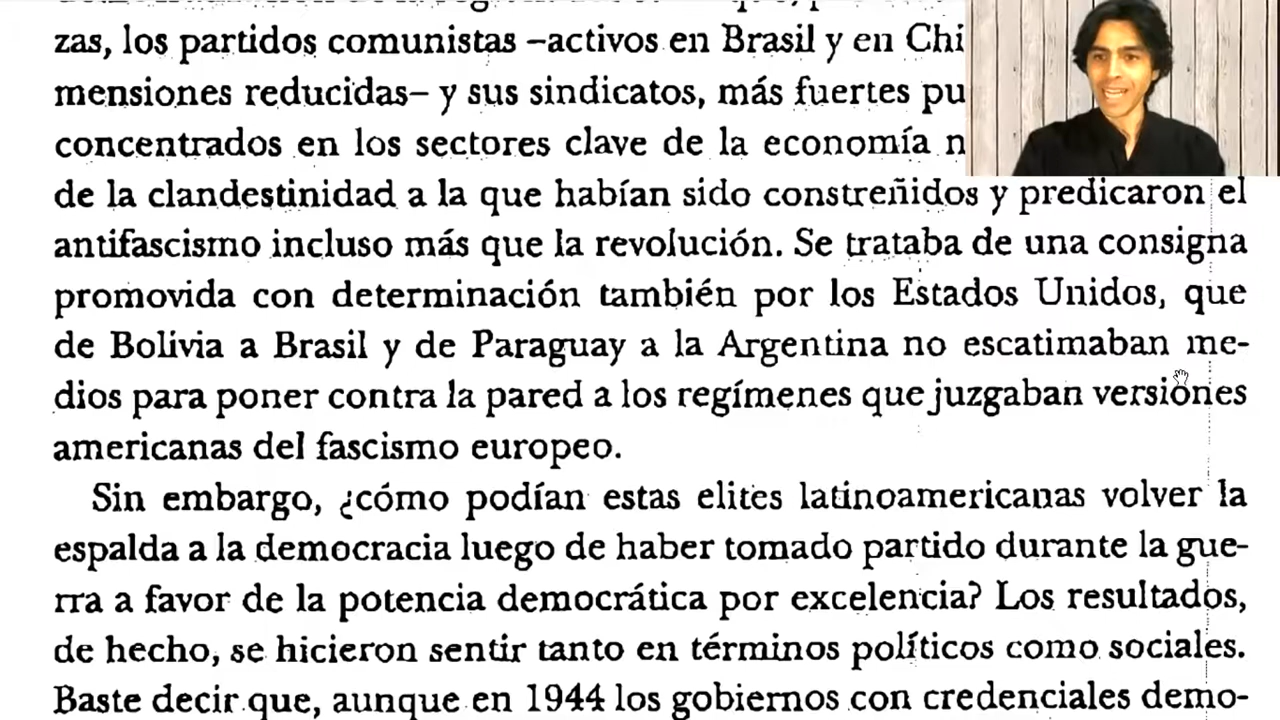 zas, los partidos comunistas –activos en Brasil y en Chi
mensiones reducidas– y sus sindicatos, más fuertes pu
concentrados en los sectores clave de la economía n
de la clandestinidad a la que habían sido constreñidos y predicaron el
antifascismo incluso más que la revolución. Se trataba de una consigna
promovida con determinación también por los Estados Unidos, que
de Bolivia a Brasil y de Paraguay a la Argentina no escatimaban me-
dios para poner contra la pared a los regímenes que juzgaban versiones
americanas del fascismo europeo.
Sin embargo, ¿cómo podían estas elites latinoamericanas volver la
espalda a la democracia luego de haber tomado partido durante la gue-
rra a favor de la potencia democrática por excelencia? Los resultados,
de hecho, se hicieron sentir tanto en términos políticos como sociales.
Baste decir que, aunque en 1944 los gobiernos con credenciales demo-